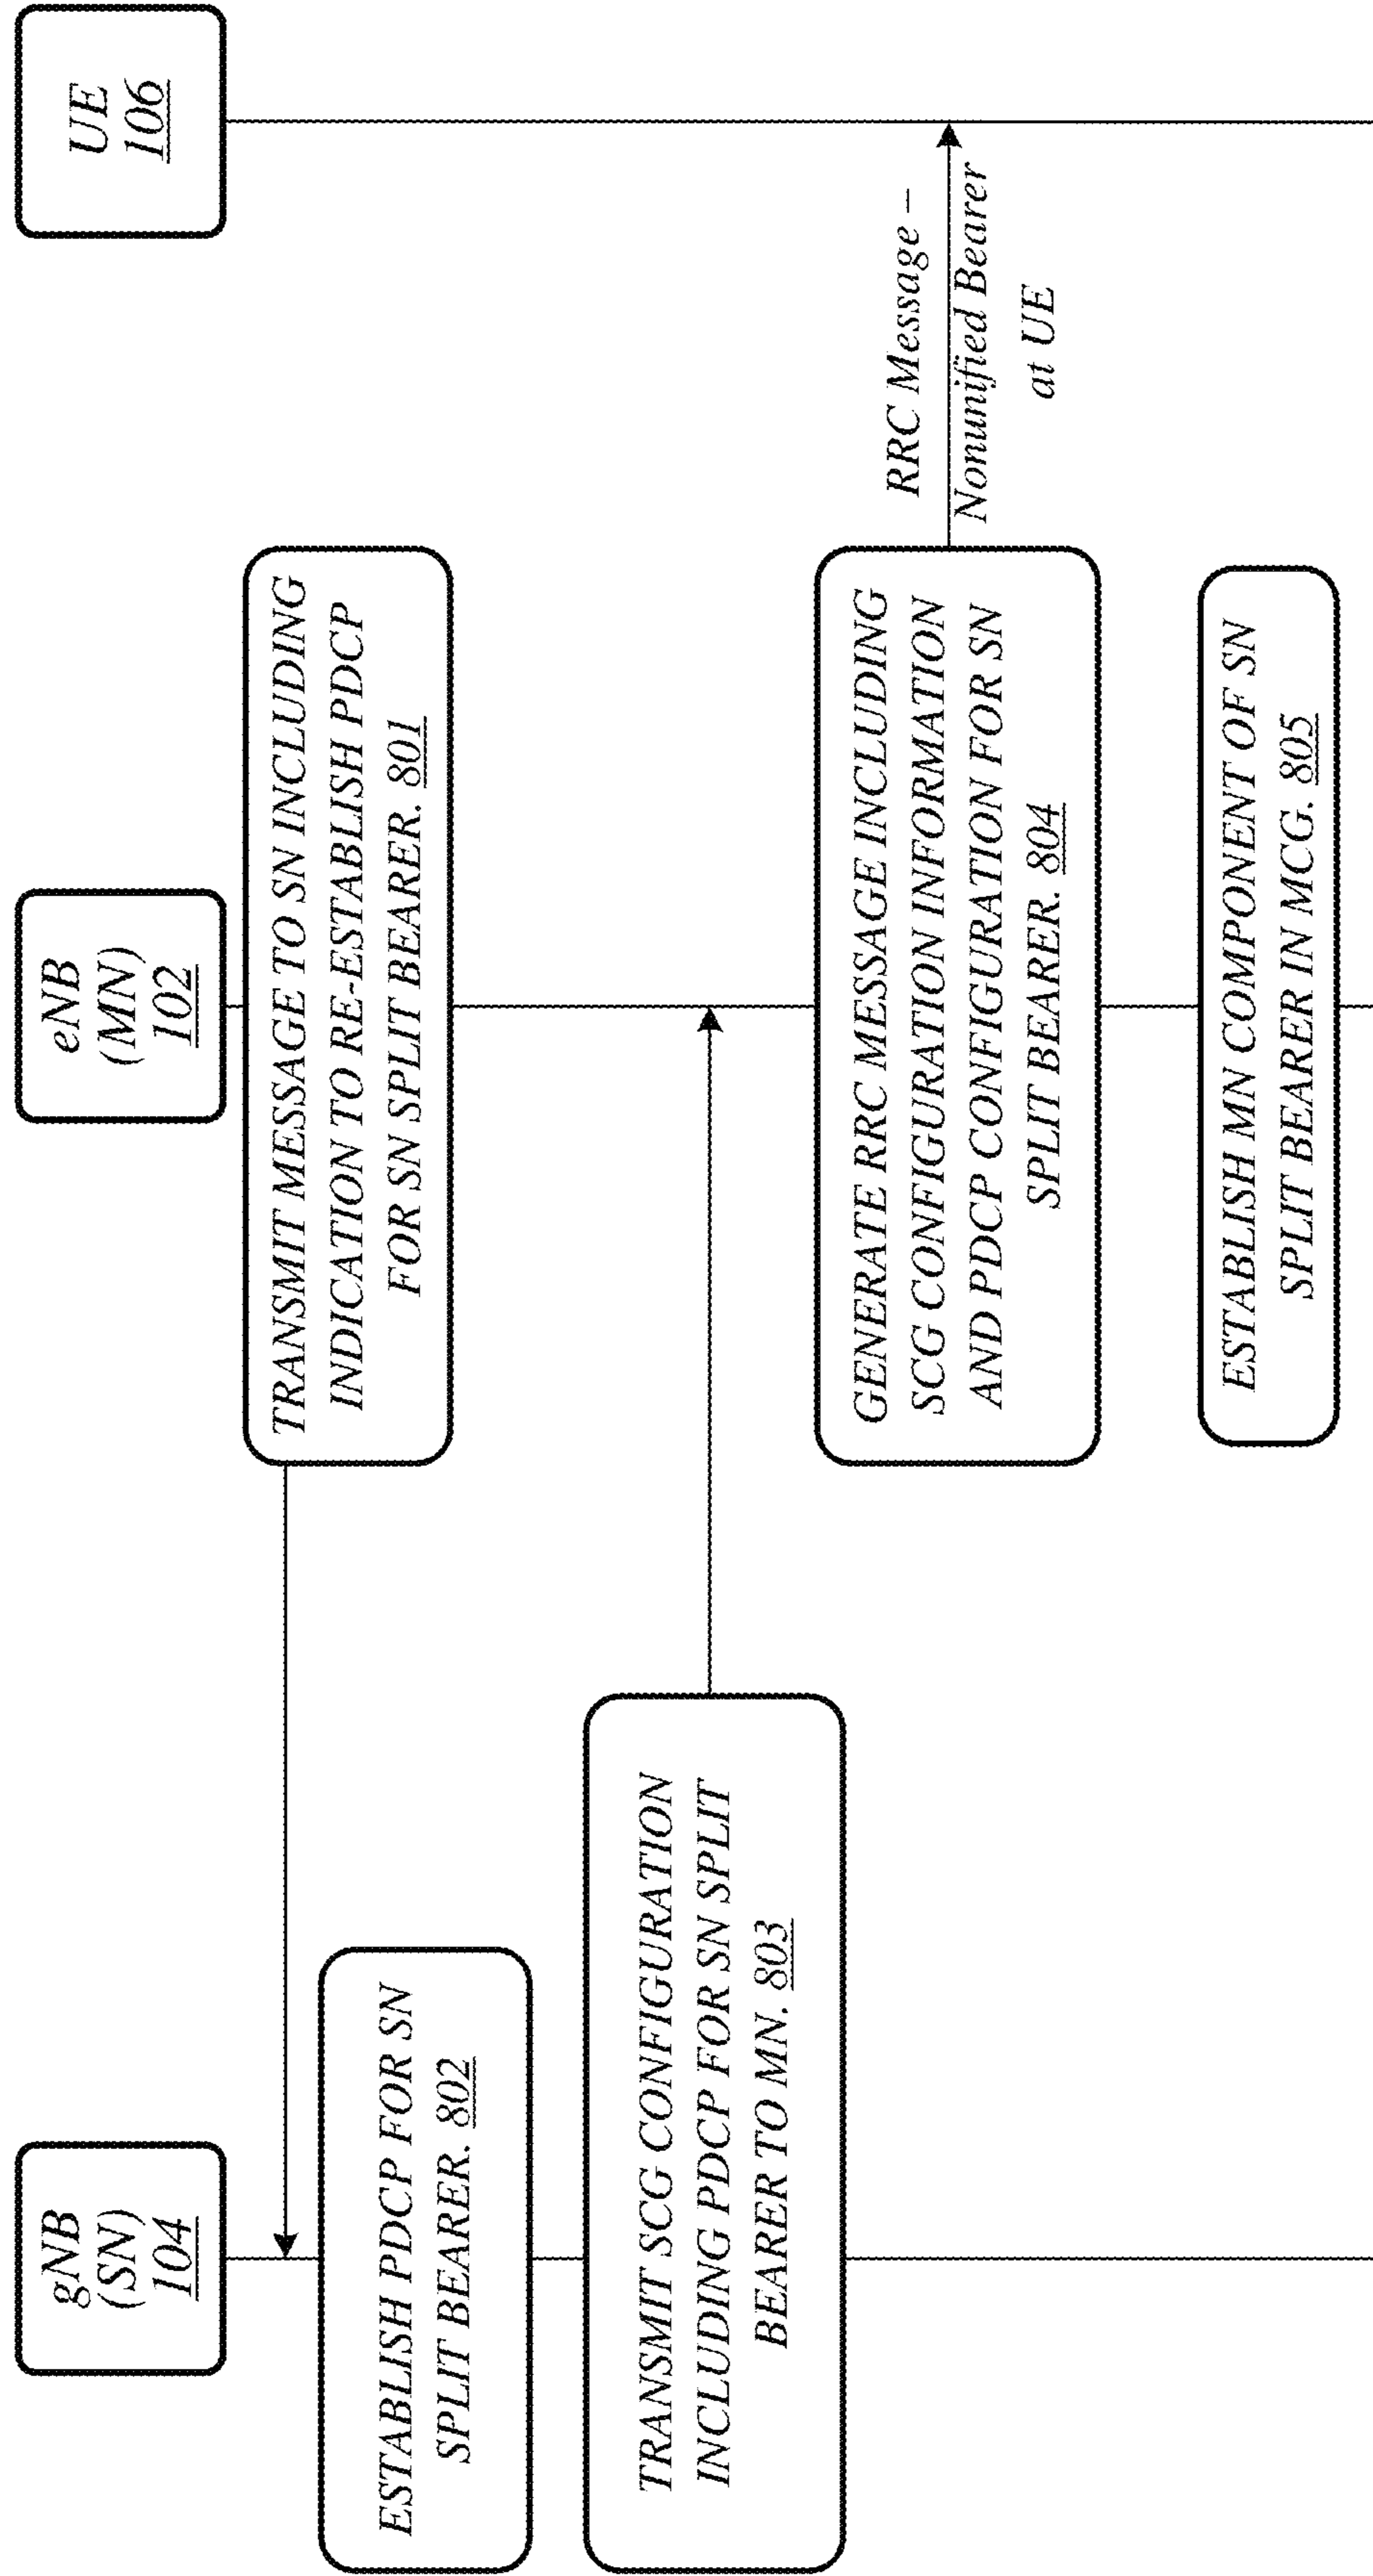 gNB
(SN)
104
eNB
(MN)
102
UE
106
TRANSMIT MESSAGE TO SN INCLUDING
INDICATION TO RE-ESTABLISH PDCP
FOR SN SPLIT BEARER. 801
ESTABLISH PDCP FOR SN
SPLIT BEARER. 802
TRANSMIT SCG CONFIGURATION
INCLUDING PDCP FOR SN SPLIT
BEARER TO MN. 803
GENERATE RRC MESSAGE INCLUDING
SCG CONFIGURATION INFORMATION
AND PDCP CONFIGURATION FOR SN
SPLIT BEARER. 804
RRC Message –
Nonunified Bearer
at UE
ESTABLISH MN COMPONENT OF SN
SPLIT BEARER IN MCG. 805